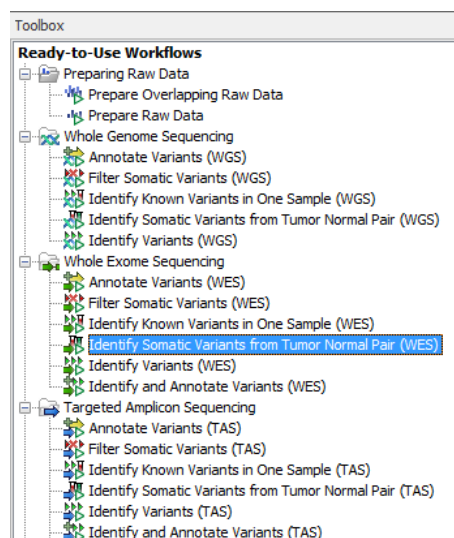 Toolbox
Ready-to-Use Workflows
Preparing Raw Data
Prepare Overlapping Raw Data
Prepare Raw Data
Whole Genome Sequencing
Annotate Variants (WGS)
Filter Somatic Variants (WGS)
Identify Known Variants in One Sample (WGS)
Identify Somatic Variants from Tumor Normal Pair (WGS)
Identify Variants (WGS)
Whole Exome Sequencing
Annotate Variants (WES)
Filter Somatic Variants (WES)
Identify Known Variants in One Sample (WES)
Identify Somatic Variants from Tumor Normal Pair (WES)
Identify Variants (WES)
Identify and Annotate Variants (WES)
Targeted Amplicon Sequencing
Annotate Variants (TAS)
Filter Somatic Variants (TAS)
Identify Known Variants in One Sample (TAS)
Identify Somatic Variants from Tumor Normal Pair (TAS)
Identify Variants (TAS)
Identify and Annotate Variants (TAS)